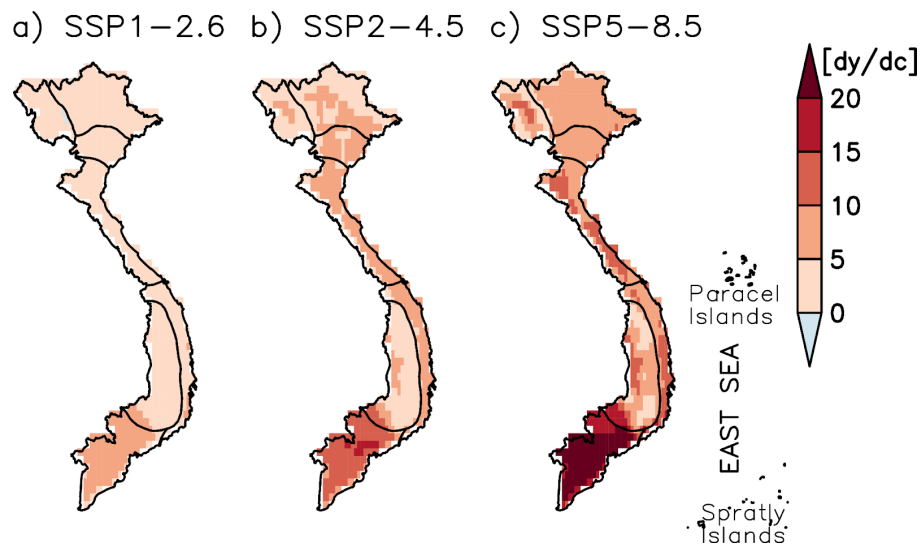 a) SSP1−2.6 b) SSP2−4.5 c) SSP5−8.5
[dy/dc]
20
15
10
5
0
Paracel
Islands
EAST SEA
Spratly
Islands